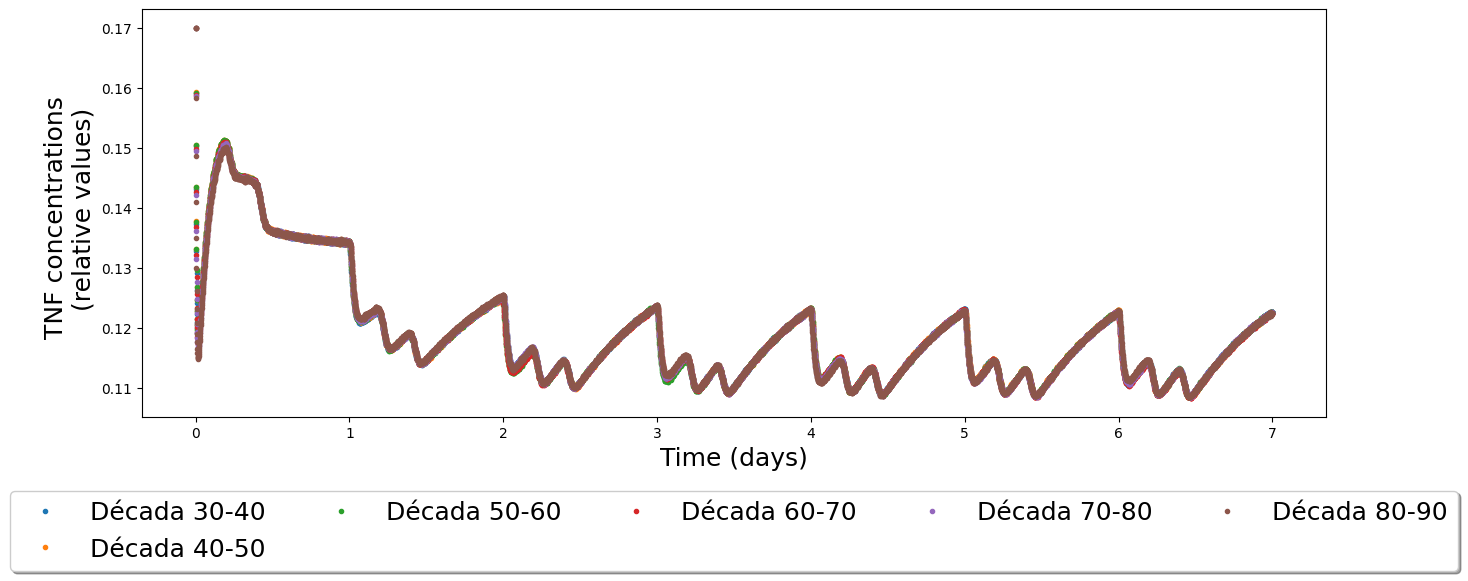 0.17
0.16
0.15
0.14
0.13
0.12
0.11
TNF concentrations
(relative values)
0 1 2 3 4 5 6 7
Time (days)
Década 30-40 Década 50-60 Década 60-70 Década 70-80 Década 80-90
Década 40-50